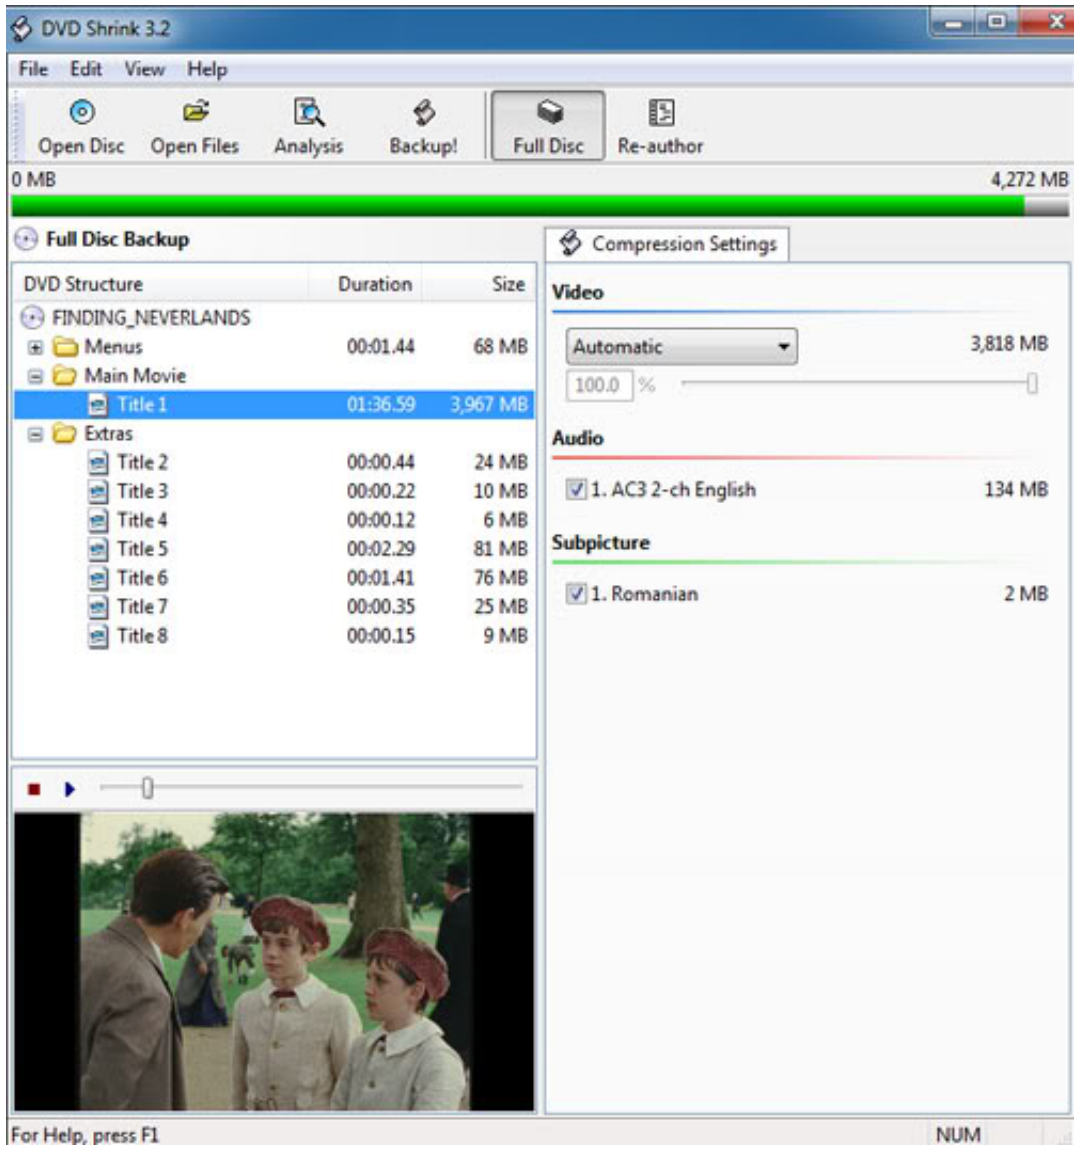 DVD Shrink 3.2
File Edit View Help
Open Disc Open Files Analysis Backup! Full Disc Re-author
0 MB 4,272 MB
Full Disc Backup
DVD Structure Duration Size
FINDING_NEVERLANDS
Menus 00:01.44 68 MB
Main Movie
Title 1 01:36.59 3,967 MB
Extras
Title 2 00:00.44 24 MB
Title 3 00:00.22 10 MB
Title 4 00:00.12 6 MB
Title 5 00:02.29 81 MB
Title 6 00:01.41 76 MB
Title 7 00:00.35 25 MB
Title 8 00:00.15 9 MB
Compression Settings
Video
Automatic 3,818 MB
100.0 %
Audio
1. AC3 2-ch English 134 MB
Subpicture
1. Romanian 2 MB
For Help, press F1 NUM